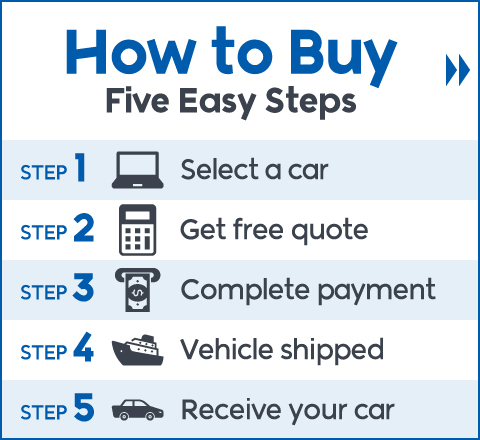 How to Buy
Five Easy Steps
STEP 1 Select a car
STEP 2 Get free quote
STEP 3 Complete payment
STEP 4 Vehicle shipped
STEP 5 Receive your car